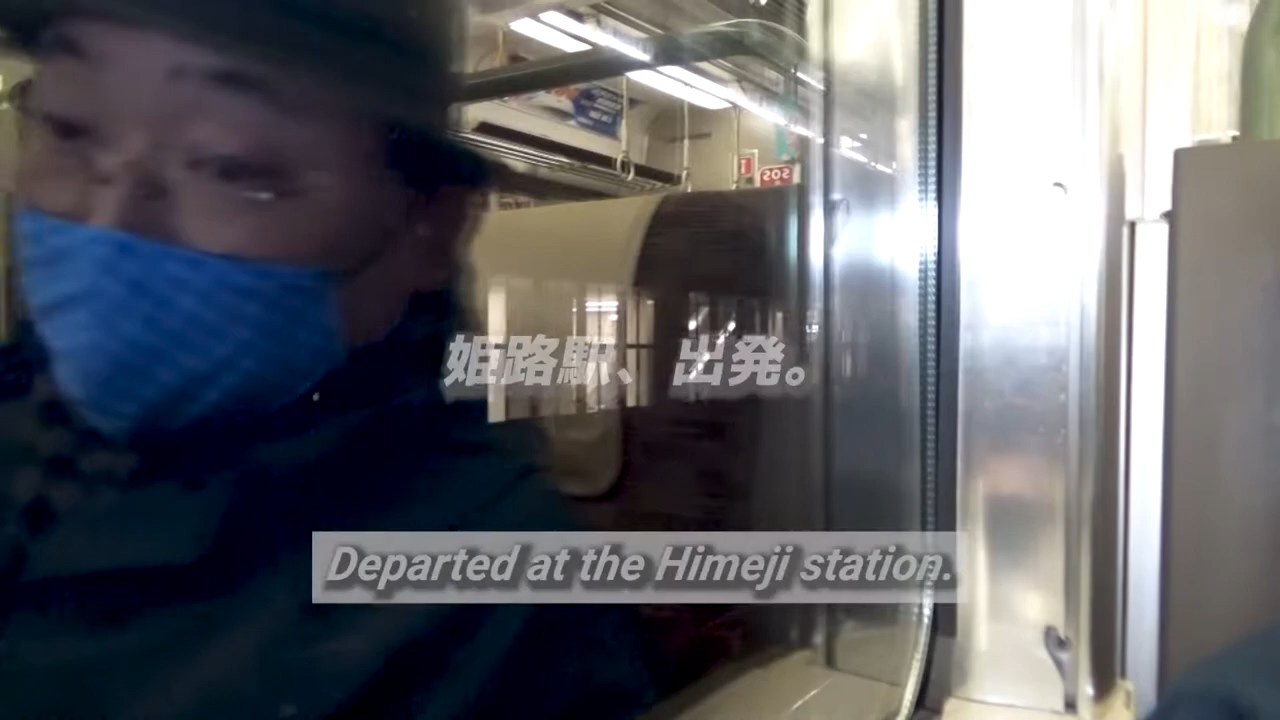 SOS
姫路駅、出発。
Departed at the Himeji station.